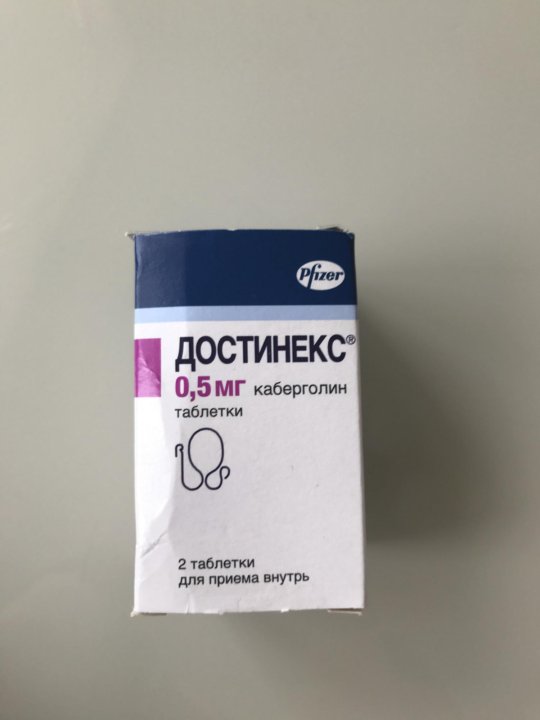 Pfizer
ДОСТИНЕКС®
0,5 мг каберголин
таблетки
2 таблетки
для приема внутрь